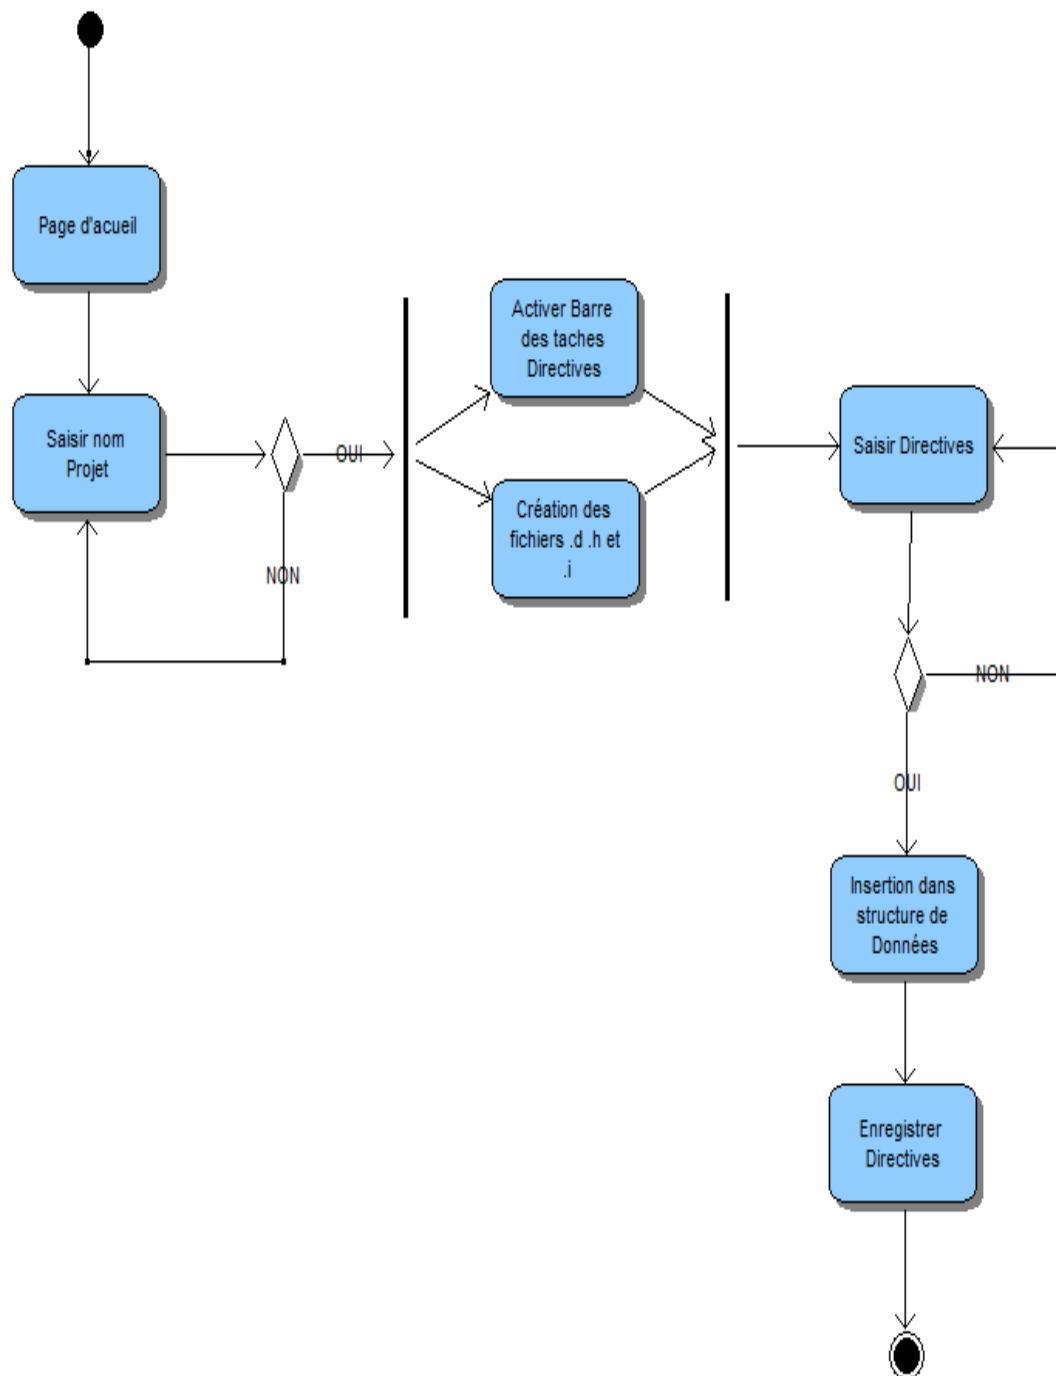 Page d'acueil
Saisir nom
Projet
OUI
NON
Activer Barre
des taches
Directives
Création des
fichiers .d .h et
.i
Saisir Directives
NON
OUI
Insertion dans
structure de
Données
Enregistrer
Directives